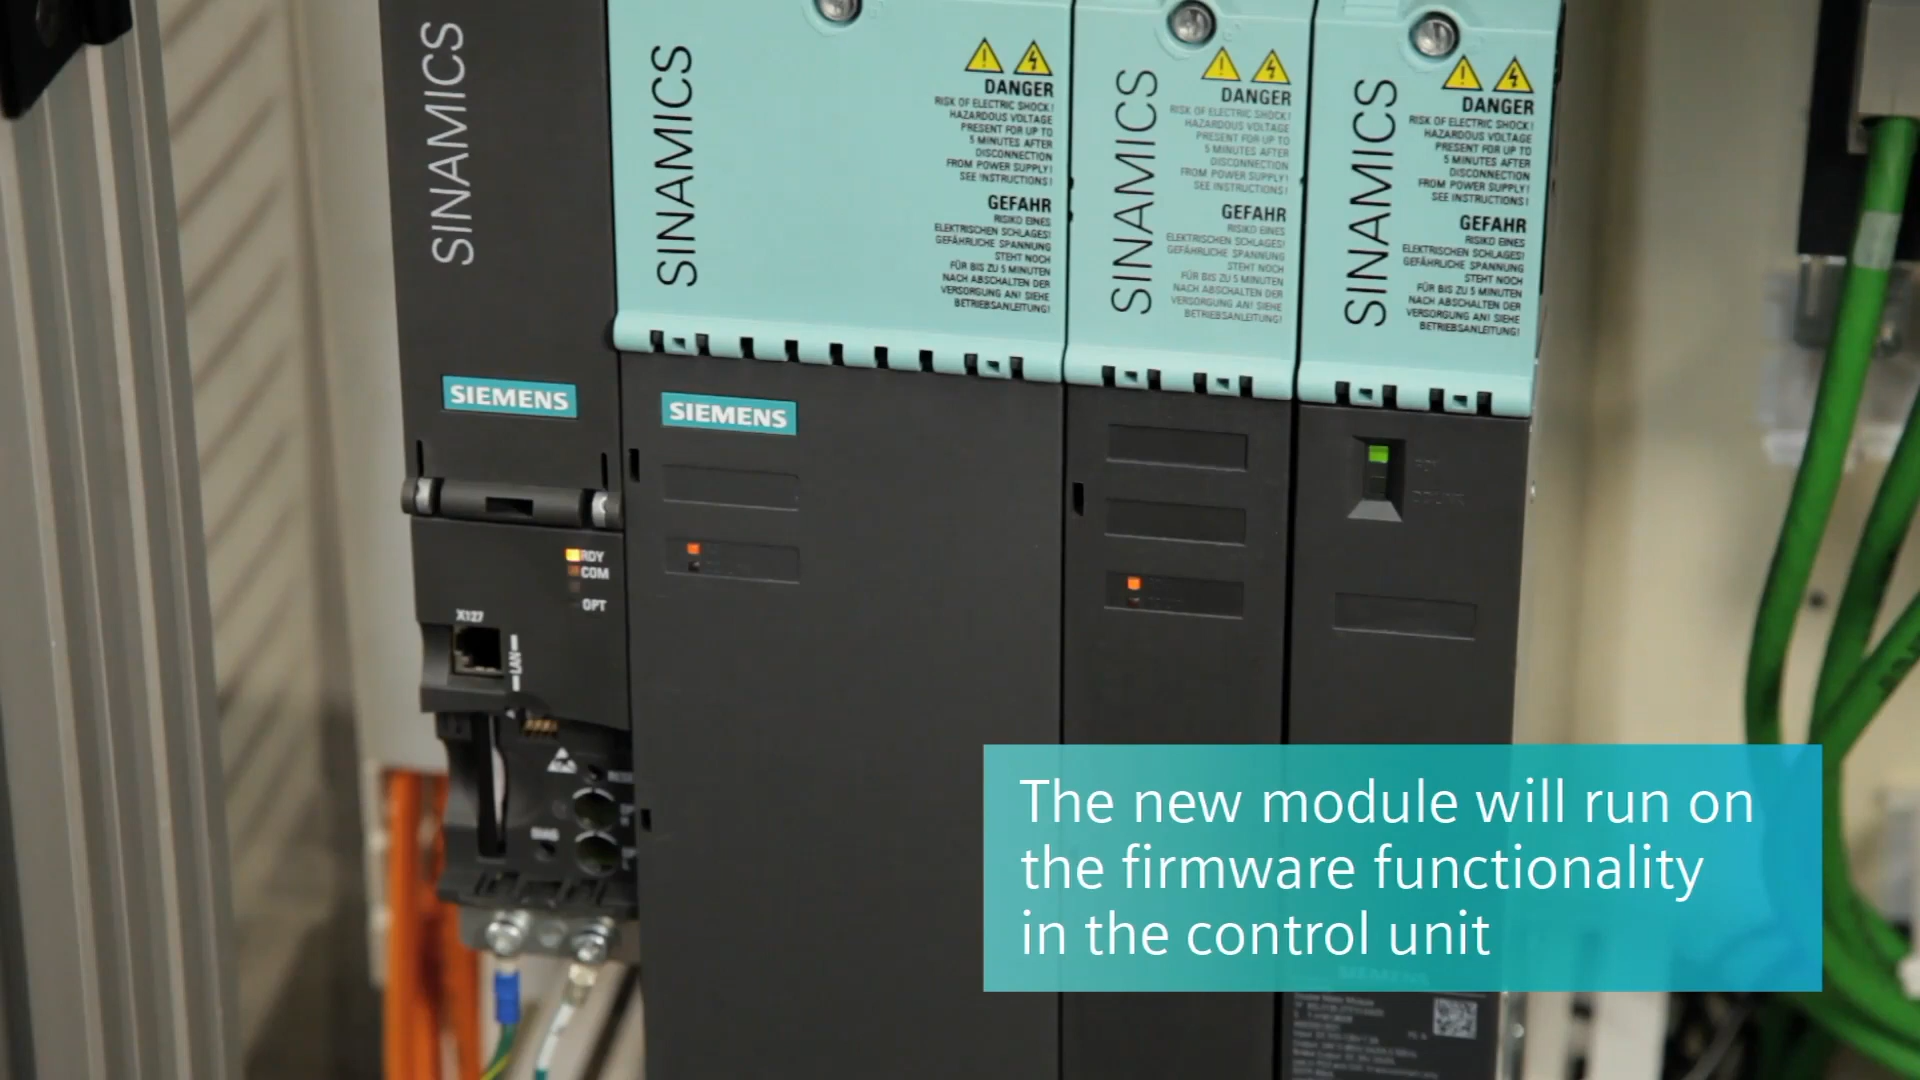 SINAMICS
SIEMENS
RDY
COM
OPT
X127
LAN
SINAMICS
DANGER
RISK OF ELECTRIC SHOCK!
HAZARDOUS VOLTAGE
PRESENT FOR UP TO
5 MINUTES AFTER
DISCONNECTION
FROM POWER SUPPLY!
SEE INSTRUCTIONS!
GEFAHR
RISIKO EINES
ELEKTRISCHEN SCHLAGES!
GEFÄHRLICHE SPANNUNG
STEHT NOCH
FÜR BIS ZU 5 MINUTEN
NACH ABSCHALTEN DER
VERSORGUNG AN! SIEHE
BETRIEBSANLEITUNG!
SIEMENS
SINAMICS
DANGER
RISK OF ELECTRIC SHOCK!
HAZARDOUS VOLTAGE
PRESENT FOR UP TO
5 MINUTES AFTER
DISCONNECTION
FROM POWER SUPPLY!
SEE INSTRUCTIONS!
GEFAHR
RISIKO EINES
ELEKTRISCHEN SCHLAGES!
GEFÄHRLICHE SPANNUNG
STEHT NOCH
FÜR BIS ZU 5 MINUTEN
NACH ABSCHALTEN DER
VERSORGUNG AN! SIEHE
BETRIEBSANLEITUNG!
SINAMICS
DANGER
RISK OF ELECTRIC SHOCK!
HAZARDOUS VOLTAGE
PRESENT FOR UP TO
5 MINUTES AFTER
DISCONNECTION
FROM POWER SUPPLY!
SEE INSTRUCTIONS!
GEFAHR
RISIKO EINES
ELEKTRISCHEN SCHLAGES!
GEFÄHRLICHE SPANNUNG
STEHT NOCH
FÜR BIS ZU 5 MINUTEN
NACH ABSCHALTEN DER
VERSORGUNG AN! SIEHE
BETRIEBSANLEITUNG!
The new module will run on
the firmware functionality
in the control unit
SIEMENS